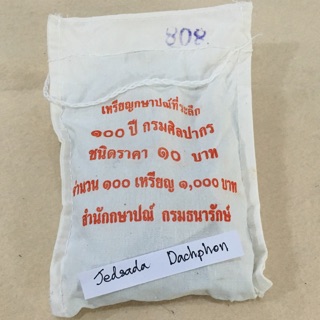 808
เหรียญกษาปณ์ที่ระลึก
๑๐๐ ปี กรมศิลปากร
ชนิดราคา ๑๐ บาท
จำนวน ๑๐๐ เหรียญ ๑,๐๐๐ บาท
สำนักกษาปณ์ กรมธนารักษ์
Jedsada Dachphon